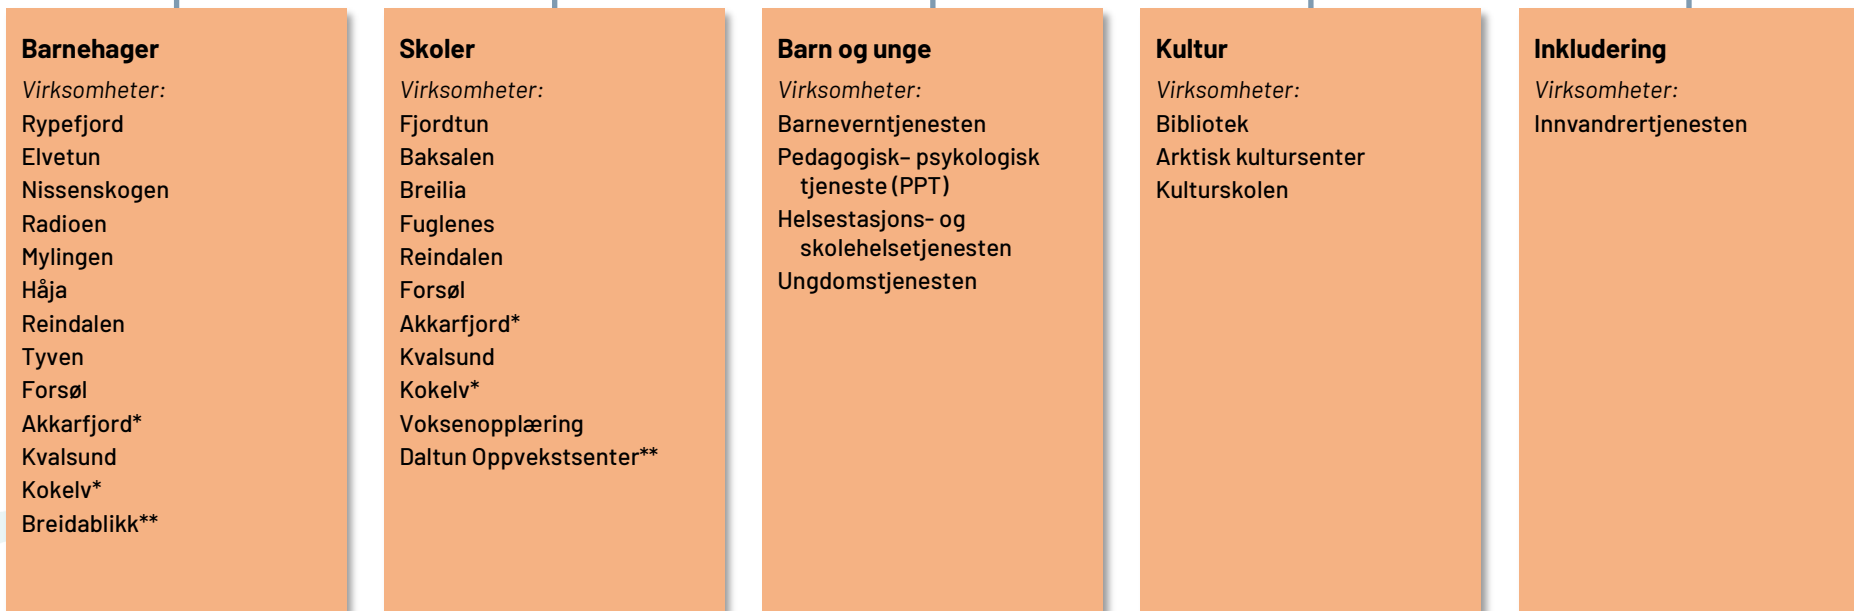 Barnehager
Virksomheter:
Rypefjord
Elvetun
Nissenskogen
Radioen
Mylingen
Håja
Reindalen
Tyven
Forsøl
Akkarfjord*
Kvalsund
Kokelv*
Breidablikk**
Skoler
Virksomheter:
Fjordtun
Baksalen
Breilia
Fuglenes
Reindalen
Forsøl
Akkarfjord*
Kvalsund
Kokelv*
Voksenopplæring
Daltun Oppvekstsenter**
Barn og unge
Virksomheter:
Barneverntjenesten
Pedagogisk– psykologisk
tjeneste (PPT)
Helsestasjons- og
skolehelsetjenesten
Ungdomstjenesten
Kultur
Virksomheter:
Bibliotek
Arktisk kultursenter
Kulturskolen
Inkludering
Virksomheter:
Innvandrertjenesten